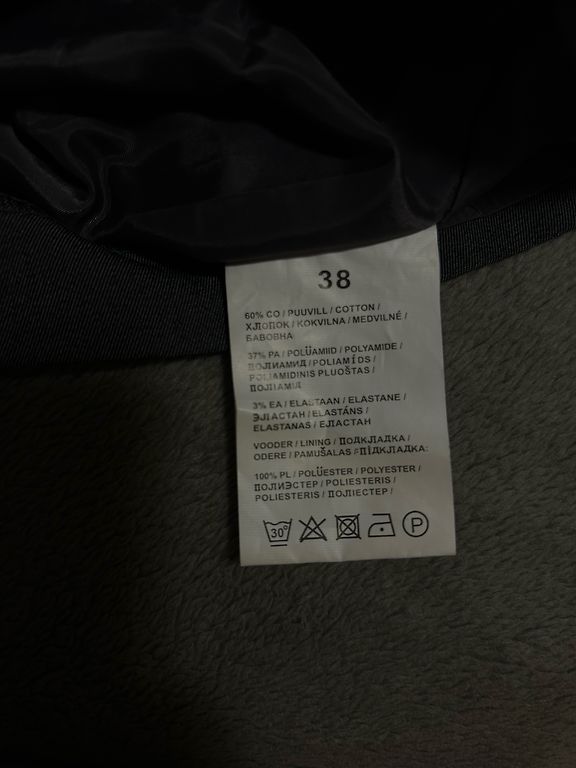 38
60% CO / PUUVILL / COTTON /
ХЛОПОК / KOKVILNA / MEDVILNĖ /
БАВОВНА
37% PA / POLÜAMIID / POLYAMIDE /
ПОЛИАМИД / POLIAMĪDS /
POLIAMIDINIS PLUOŠTAS /
ПОЛІАМІД
3% EA / ELASTAAN / ELASTANE /
ЭЛАСТАН / ELASTĀNS /
ELASTANAS / ЕЛАСТАН
VOODER / LINING / ПОДКЛАДКА /
ODERE / PAMUŠALAS / ПІДКЛАДКА:
100% PL / POLÜESTER / POLYESTER /
ПОЛИЭСТЕР / POLIESTERIS /
POLIESTERIS / ПОЛІЕСТЕР /
30° P